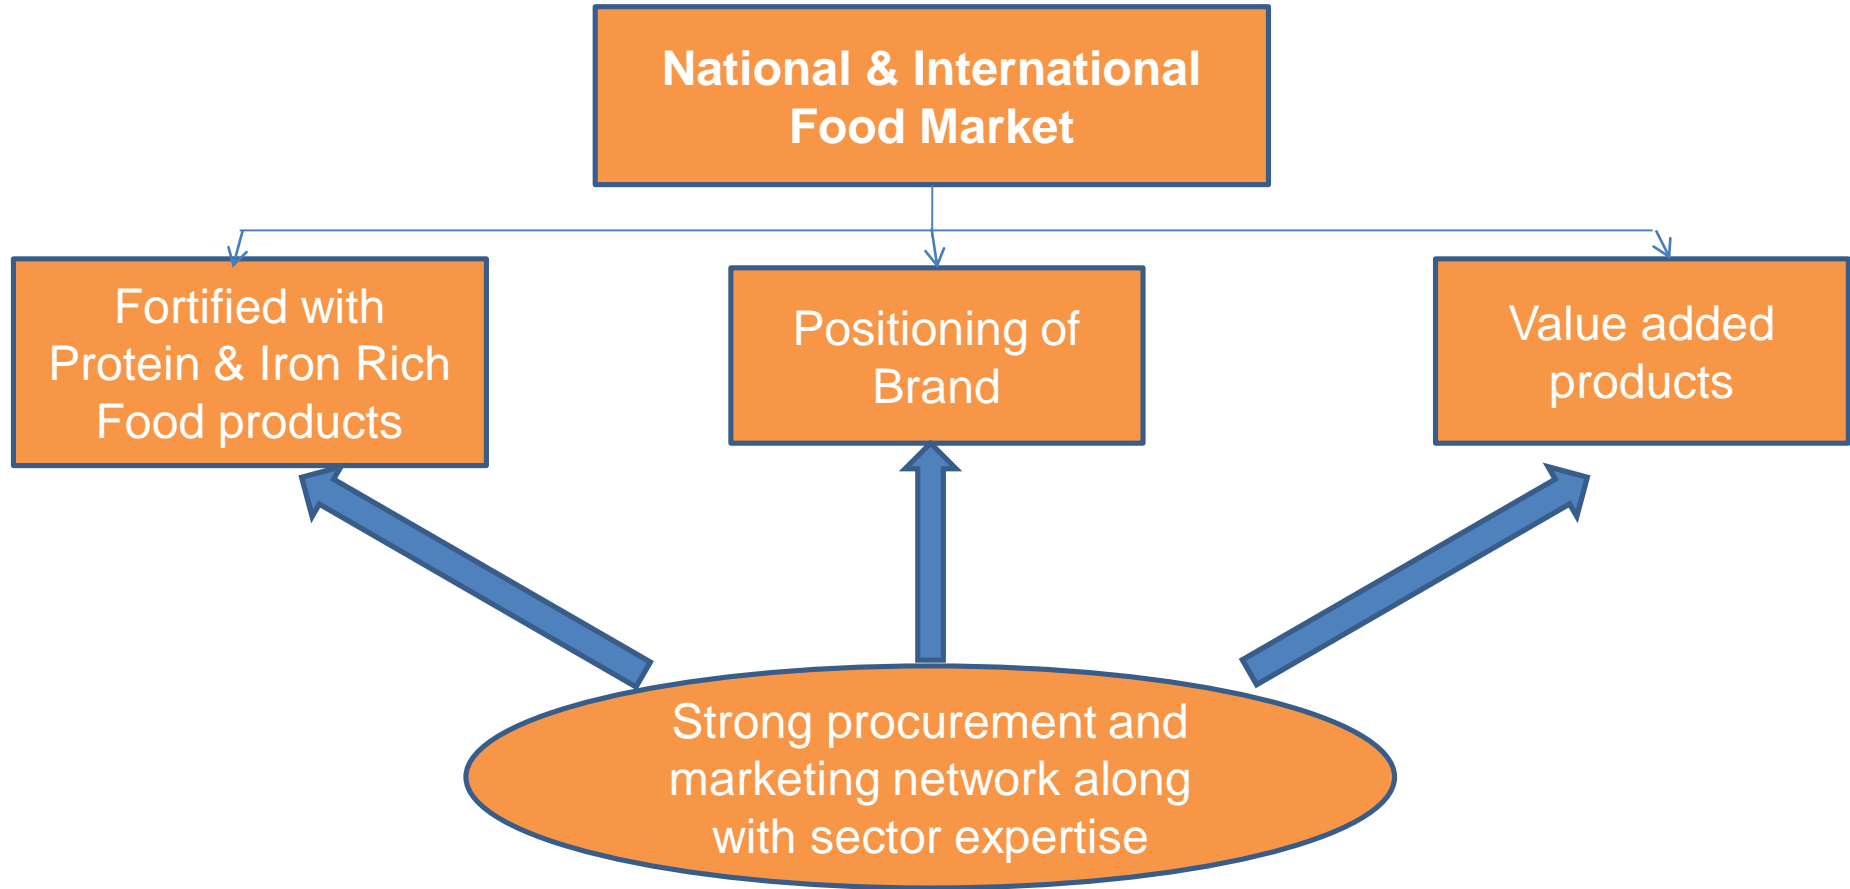 National & International
Food Market
Fortified with
Protein & Iron Rich
Food products
Positioning of
Brand
Value added
products
Strong procurement and
marketing network along
with sector expertise